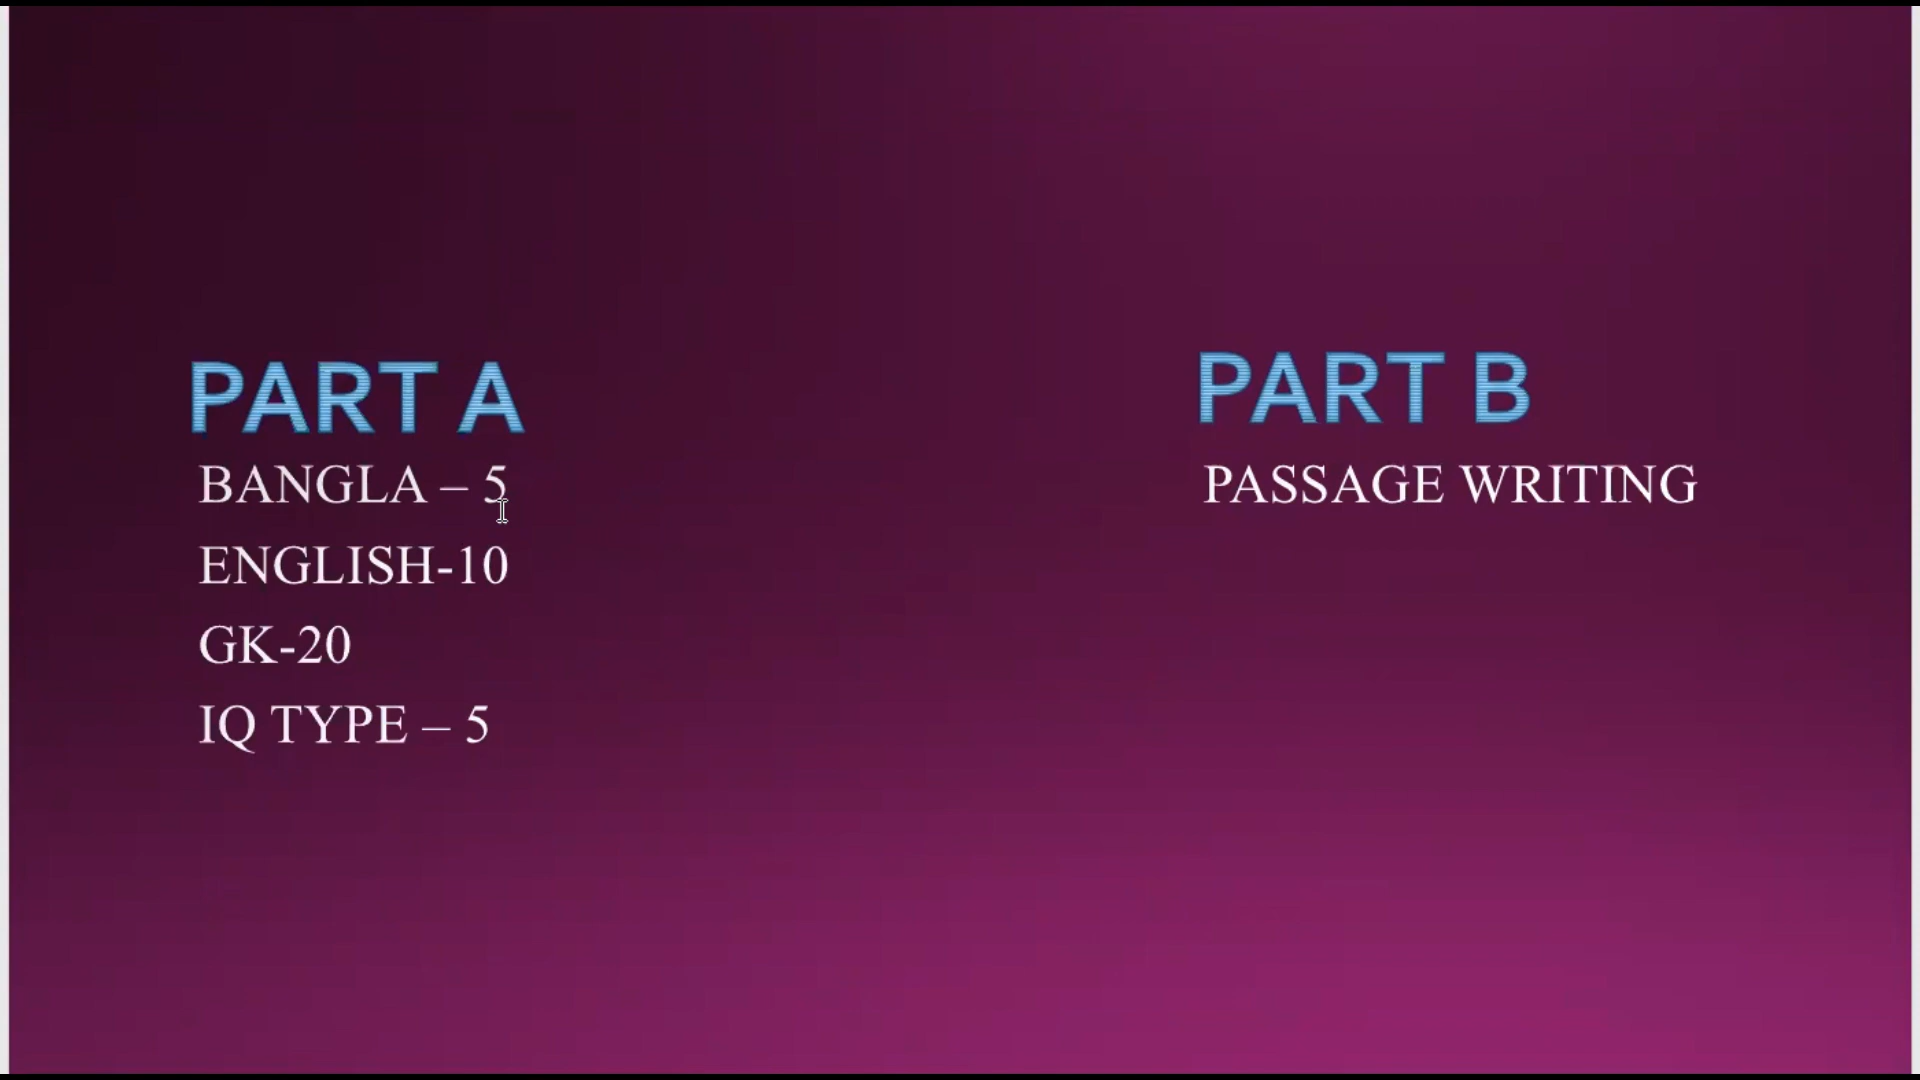 PART A
BANGLA – 5
ENGLISH-10
GK-20
IQ TYPE – 5
PART B
PASSAGE WRITING